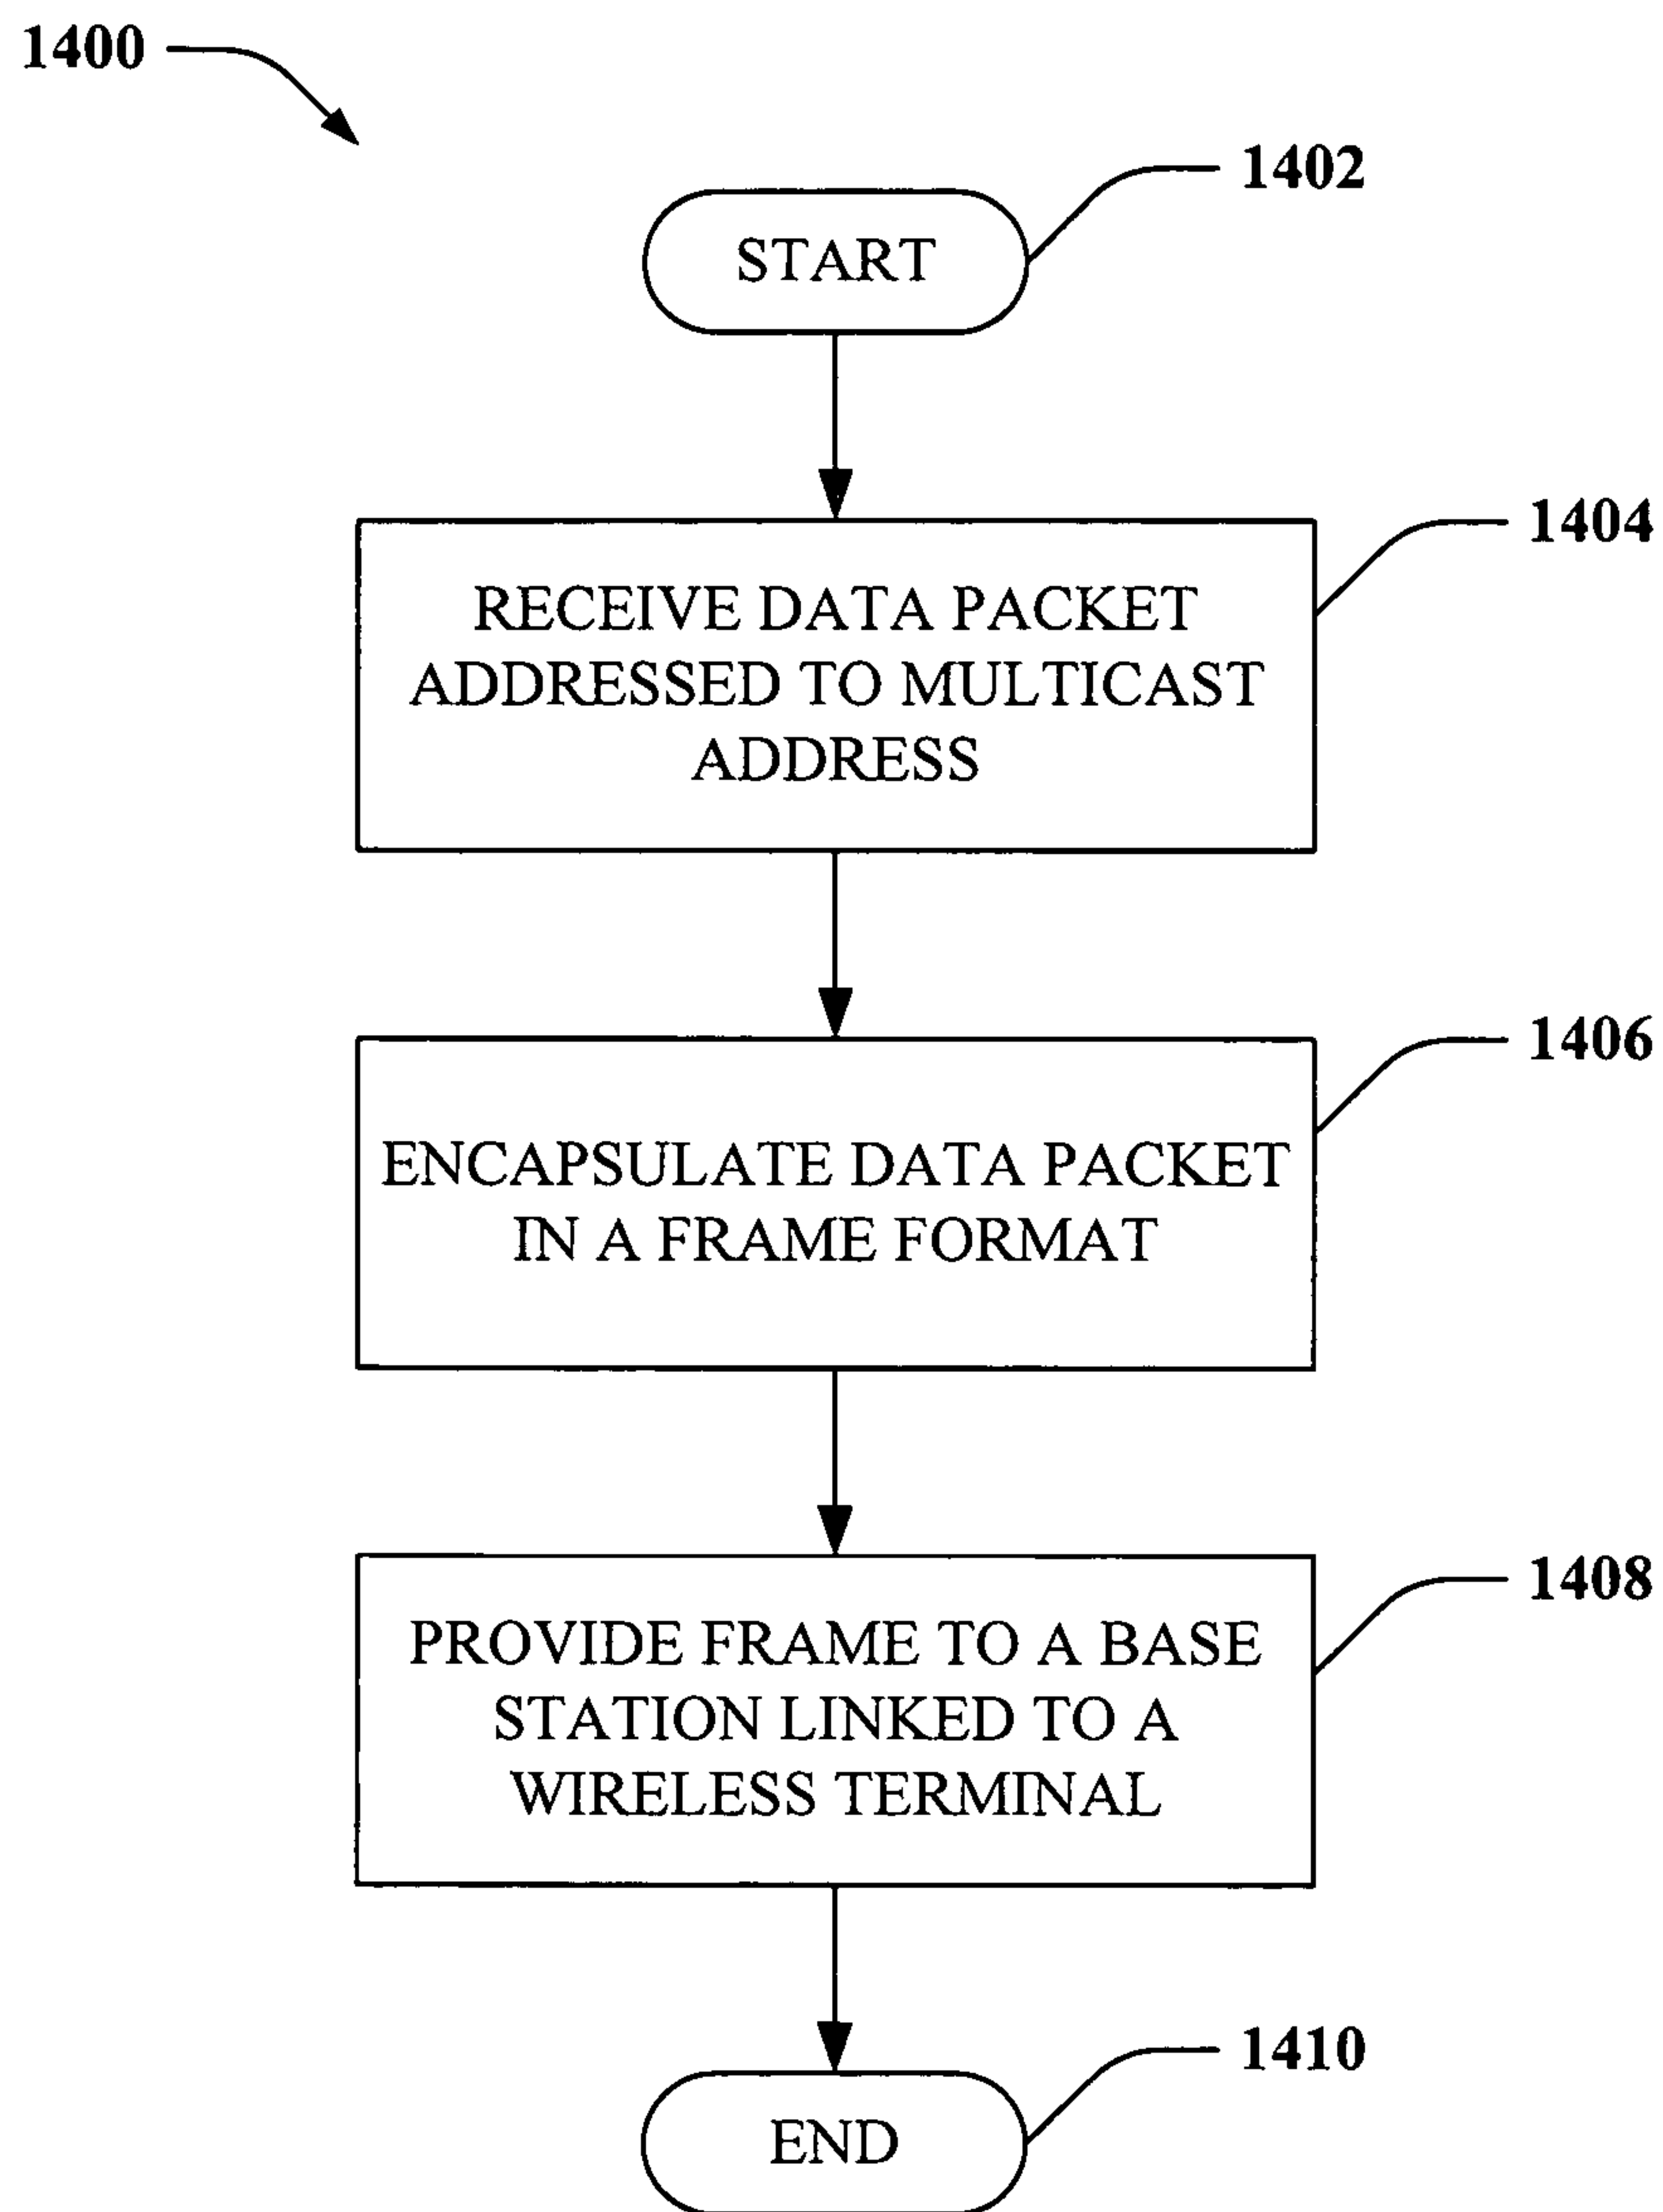 1400
1402
START
1404
RECEIVE DATA PACKET
ADDRESSED TO MULTICAST
ADDRESS
1406
ENCAPSULATE DATA PACKET
IN A FRAME FORMAT
1408
PROVIDE FRAME TO A BASE
STATION LINKED TO A
WIRELESS TERMINAL
1410
END